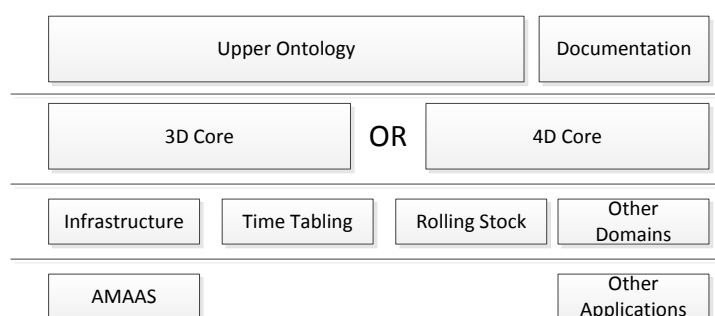 Upper Ontology
Documentation
3D Core
OR
4D Core
Infrastructure
Time Tabling
Rolling Stock
Other
Domains
AMAAS
Other
Applications